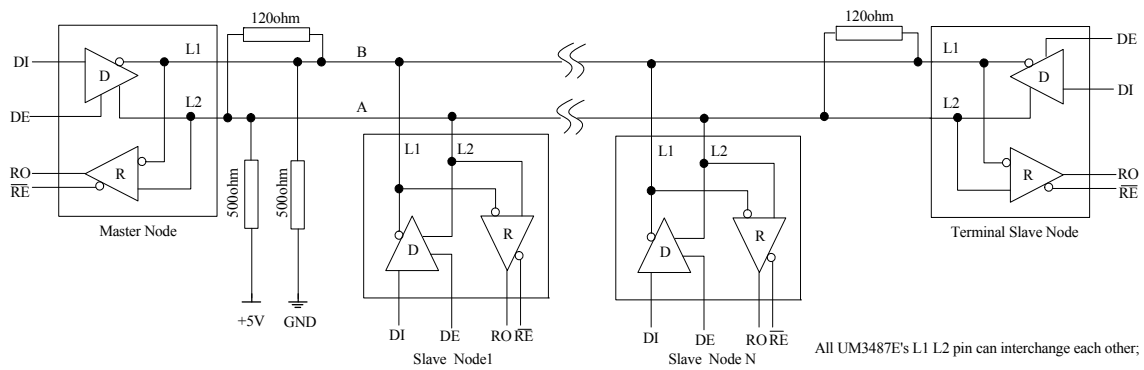 120ohm
120ohm
L1
B
L1
DE
DI
D
D
L2
A
L2
DI
DE
L1
L2
L1
L2
RO
R
500ohm
500ohm
R
RO
RE
RE
Master Node
D
R
D
R
Terminal Slave Node
+5V
GND
DI
DE
RO
RE
DI
DE
RO
RE
Slave Node1
Slave Node N
All UM3487E's L1 L2 pin can interchange each other;